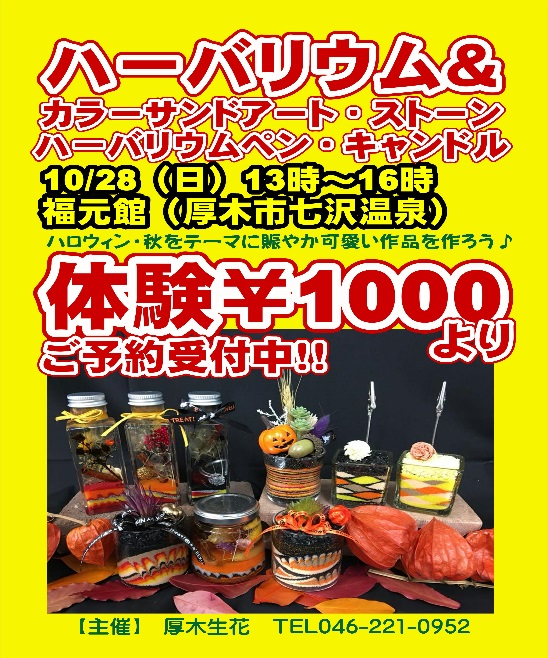 ハーバリウム&
カラーサンドアート・ストーン
ハーバリウムペン・キャンドル
10/28（日）13時～16時
福元館（厚木市七沢温泉）
ハロウィン・秋をテーマに賑やか可愛い作品を作ろう♪
体験￥1000
より
ご予約受付中!!
TREAT!
【主催】 厚木生花 TEL046-221-0952